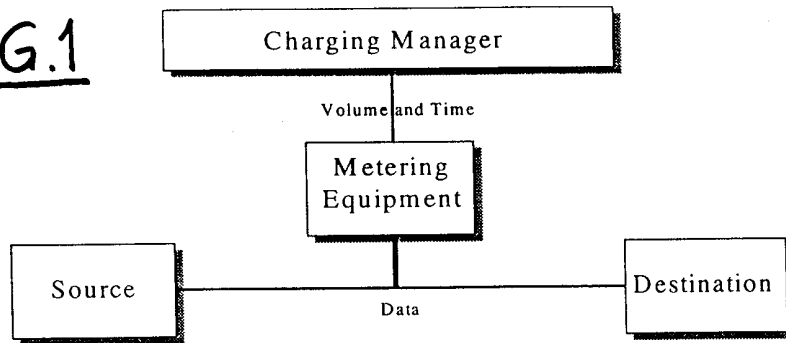 G.1
Charging Manager
Volume and Time
Metering
Equipment
Source
Data
Destination